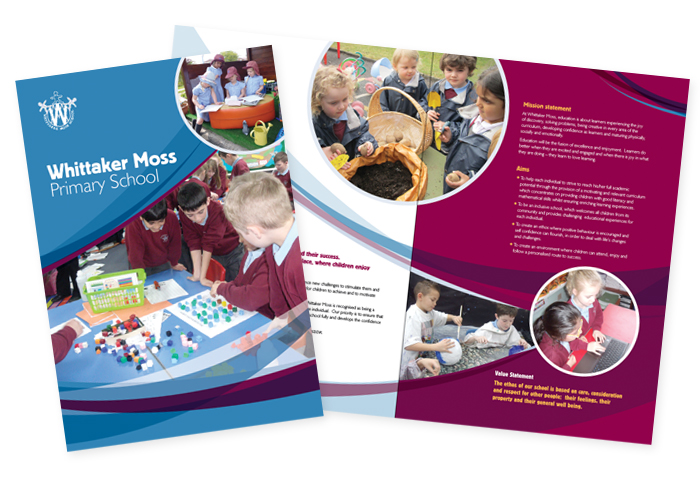 Whittaker Moss
Primary School
W
d their success.
ace, where children enjoy
new challenges to stimulate them and
for children to achieve and to motivate
Whittaker Moss is recognised as being a
individual. Our priority is to ensure that
school fully and develops the confidence
Mission statement
At Whittaker Moss, education is about learners experiencing the joy
of discovery, solving problems, being creative in every area of the
curriculum, developing confidence as learners and maturing physically,
socially and emotionally.
Education will be the fusion of excellence and enjoyment. Learners do
better when they are excited and engaged and when there is joy in what
they are doing – they learn to love learning.
Aims
• To help each individual to strive to reach his/her full academic
potential through the provision of a motivating and relevant curriculum
which concentrates on providing children with good literacy and
mathematical skills whilst ensuring enriching learning experiences.
• To be an inclusive school, which welcomes all children from its
community and provides challenging educational experiences for
each individual.
• To create an ethos where positive behaviour is encouraged and
self confidence can flourish, in order to deal with life's changes
and challenges.
• To create an environment where children can attend, enjoy and
follow a personalised route to success.
Value Statement
The ethos of our school is based on care, consideration
and respect for other people; their feelings, their
property and their general well being.